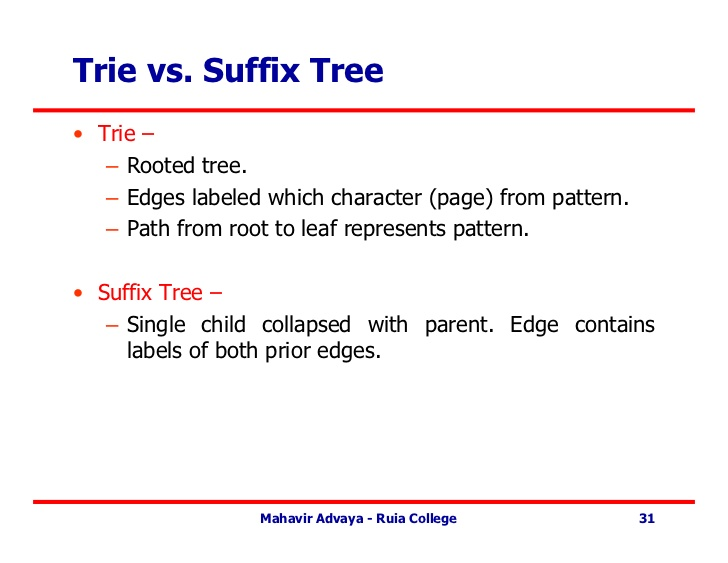 Trie vs. Suffix Tree
• Trie –
– Rooted tree.
– Edges labeled which character (page) from pattern.
– Path from root to leaf represents pattern.
• Suffix Tree –
– Single child collapsed with parent. Edge contains
labels of both prior edges.
Mahavir Advaya - Ruia College 31